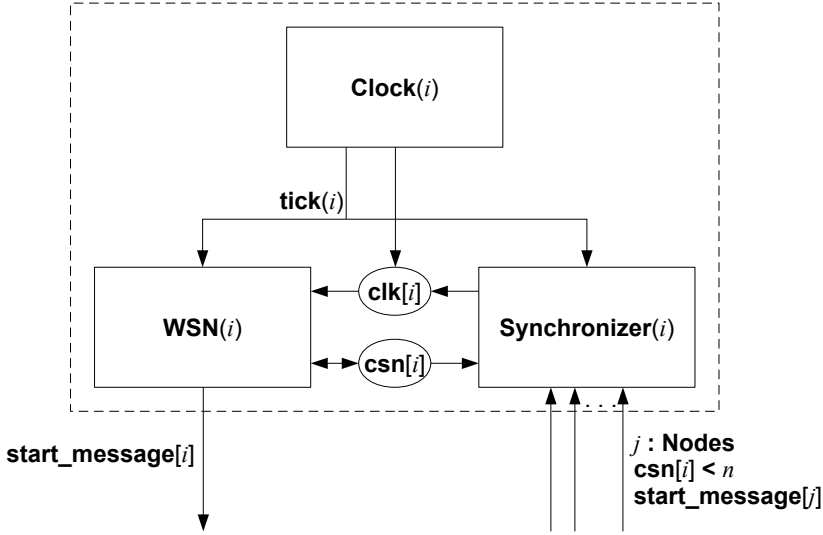 Clock(i)
tick(i)
clk[i]
WSN(i)
Synchronizer(i)
csn[i]
. . .
start_message[i]
j : Nodes
csn[i] < n
start_message[j]